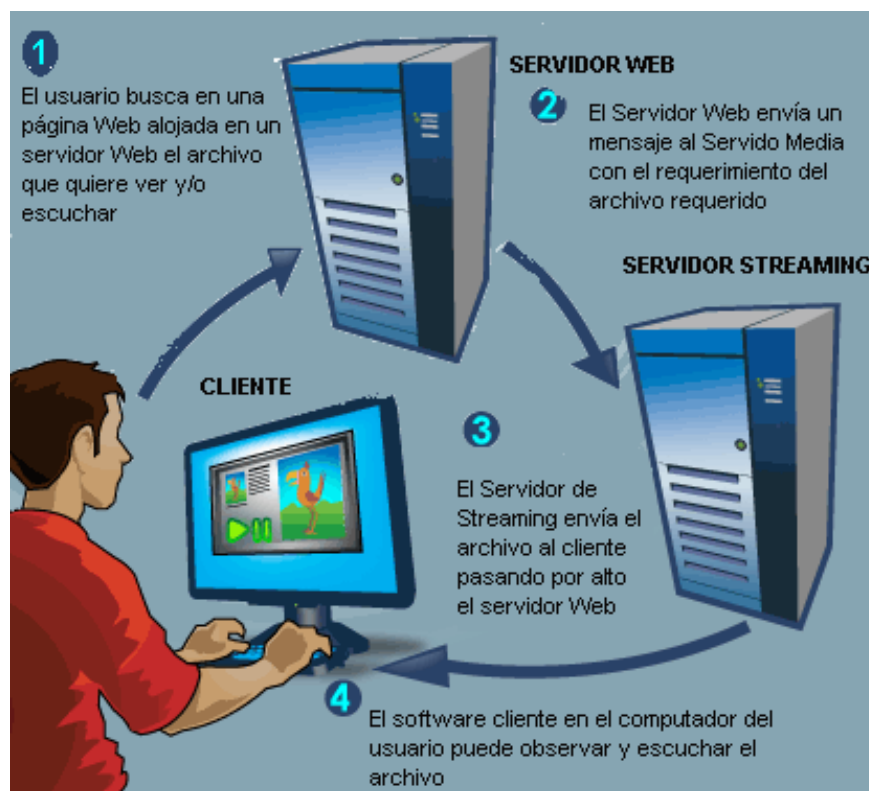 1
El usuario busca en una
página Web alojada en un
servidor Web el archivo
que quiere ver y/o
escuchar
SERVIDOR WEB
2
El Servidor Web envía un
mensaje al Servido Media
con el requerimiento del
archivo requerido
SERVIDOR STREAMING
CLIENTE
3
El Servidor de
Streaming envía el
archivo al cliente
pasando por alto
el servidor Web
4
El software cliente en el computador del
usuario puede observar y escuchar el
archivo